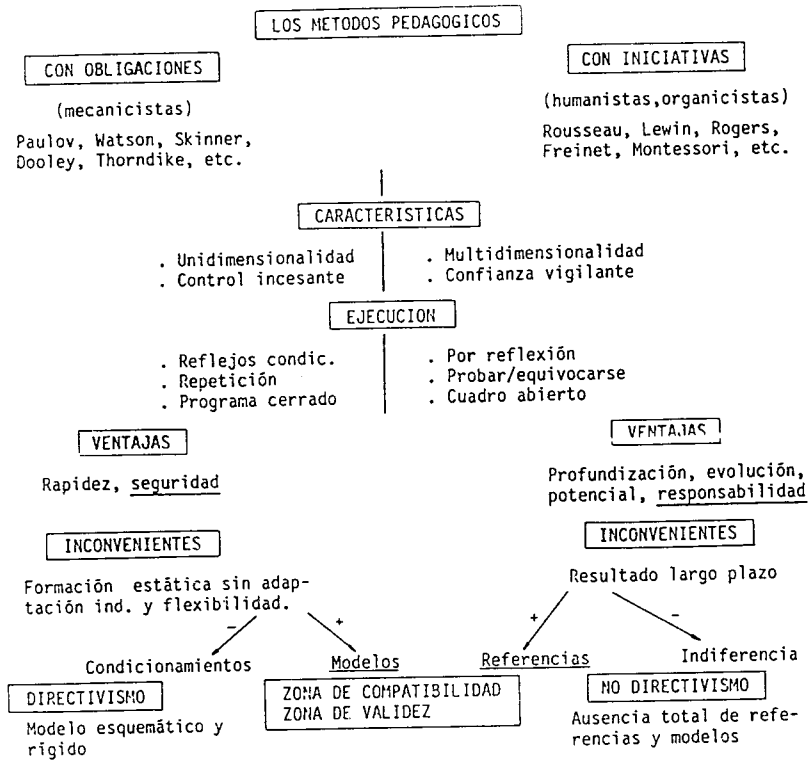 LOS METODOS PEDAGOGICOS
CON OBLIGACIONES
(mecanicistas)
Paulov, Watson, Skinner,
Dooley, Thorndike, etc.
CON INICIATIVAS
(humanistas,organicistas)
Rousseau, Lewin, Rogers,
Freinet, Montessori, etc.
CARACTERISTICAS
. Unidimensionalidad
. Control incesante
. Multidimensionalidad
. Confianza vigilante
EJECUCION
. Reflejos condic.
. Repetición
. Programa cerrado
. Por reflexión
. Probar/equivocarse
. Cuadro abierto
VENTAJAS
Rapidez, seguridad
VENTAJAS
Profundización, evolución,
potencial, responsabilidad
INCONVENIENTES
Formación estática sin adap-
tación ind. y flexibilidad.
INCONVENIENTES
Resultado largo plazo
- +
+ -
Condicionamientos
Modelos
Referencias
Indiferencia
DIRECTIVISMO
Modelo esquemático y
rígido
ZONA DE COMPATIBILIDAD
ZONA DE VALIDEZ
NO DIRECTIVISMO
Ausencia total de refe-
rencias y modelos